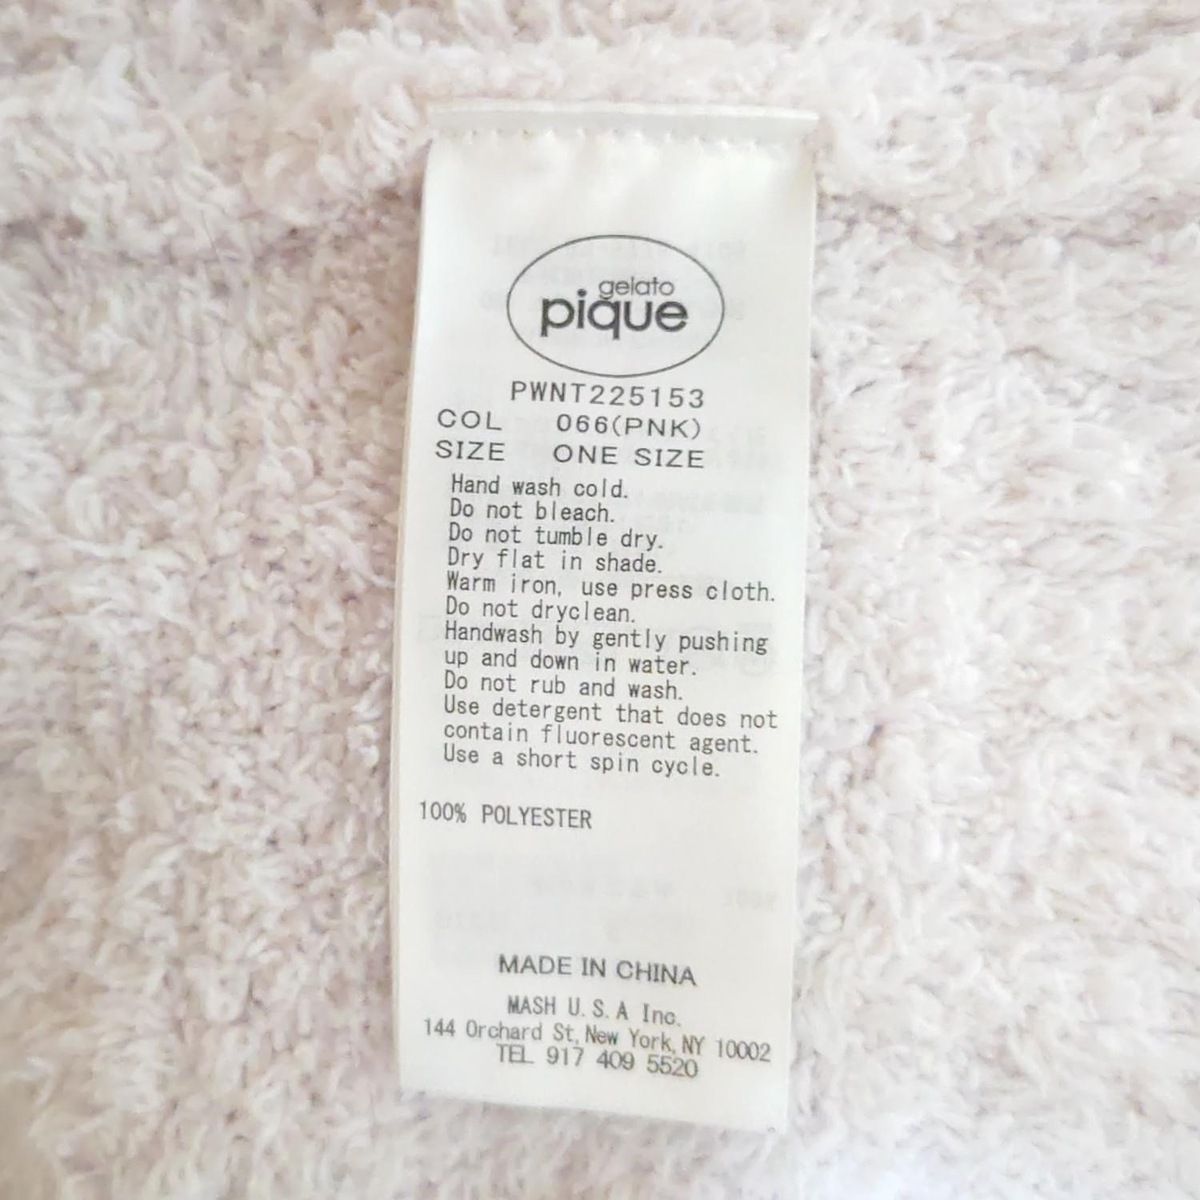 gelato
pique
PWNT225153
COL 066(PNK)
SIZE ONE SIZE
Hand wash cold.
Do not bleach.
Do not tumble dry.
Dry flat in shade.
Warm iron, use press cloth.
Do not dryclean.
Handwash by gently pushing
up and down in water.
Do not rub and wash.
Use detergent that does not
contain fluorescent agent.
Use a short spin cycle.
100% POLYESTER
MADE IN CHINA
MASH U.S.A Inc.
144 Orchard St, New York, NY 10002
TEL 917 409 5520